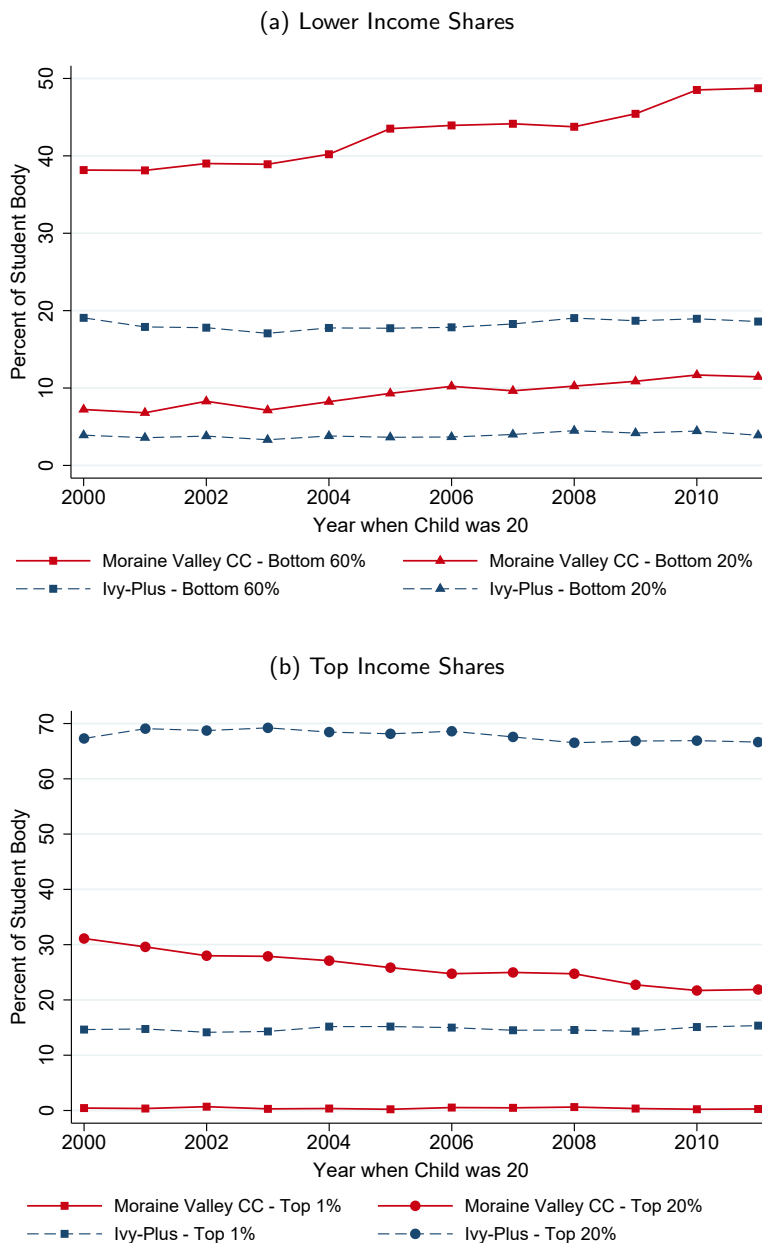 (a) Lower Income Shares
Percent of Student Body
50
40
30
20
10
0
2000 2002 2004 2006 2008 2010
Year when Child was 20
Moraine Valley CC - Bottom 60% Moraine Valley CC - Bottom 20%
Ivy-Plus - Bottom 60% Ivy-Plus - Bottom 20%
(b) Top Income Shares
Percent of Student Body
70
60
50
40
30
20
10
0
2000 2002 2004 2006 2008 2010
Year when Child was 20
Moraine Valley CC - Top 1% Moraine Valley CC - Top 20%
Ivy-Plus - Top 1% Ivy-Plus - Top 20%